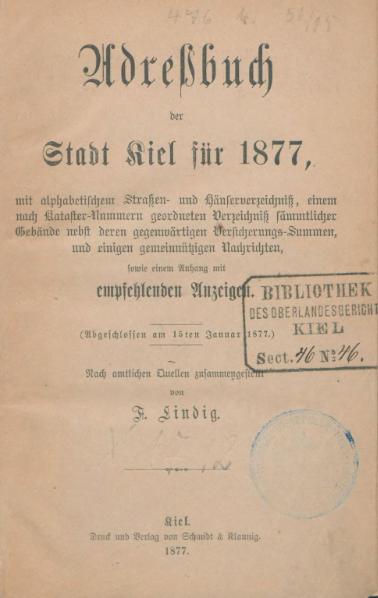 476 4.
Adreßbuch
der
Stadt Kiel für 1877,
mit alphabetischem Straßen- und Häuserverzeichniß, einem
nach Kataster-Nummern geordneten Verzeichniß sämmtlicher
Gebäude nebst deren gegenwärtigen Versicherungs-Summen,
und einigen gemeinnützigen Nachrichten,
sowie einem Anhang mit
empfehlenden Anzeigen.
(Abgeschlossen am 15ten Januar 1877.)
BIBLIOTHEK
DES OBERLANDESGERICHT
KIEL
Sect. 46 No. 46.
Nach amtlichen Quellen zusammengestellt
von
F. Lindig.
Kiel.
Druck und Verlag von Schmidt & Klaunig.
1877.